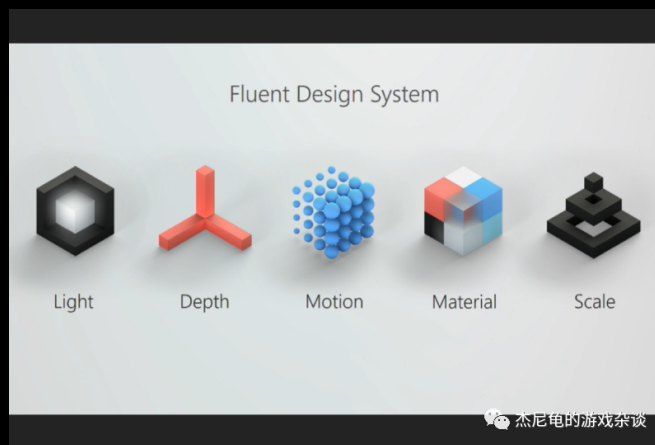 Fluent Design System
Light
Depth
Motion
Material
Scale
杰尼龟的游戏杂谈